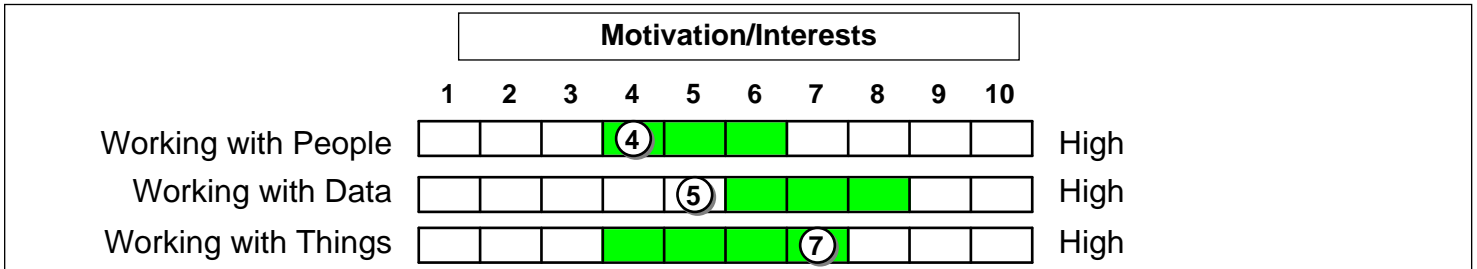 Motivation/Interests
1 2 3 4 5 6 7 8 9 10
Working with People 4 High
Working with Data 5 High
Working with Things 7 High